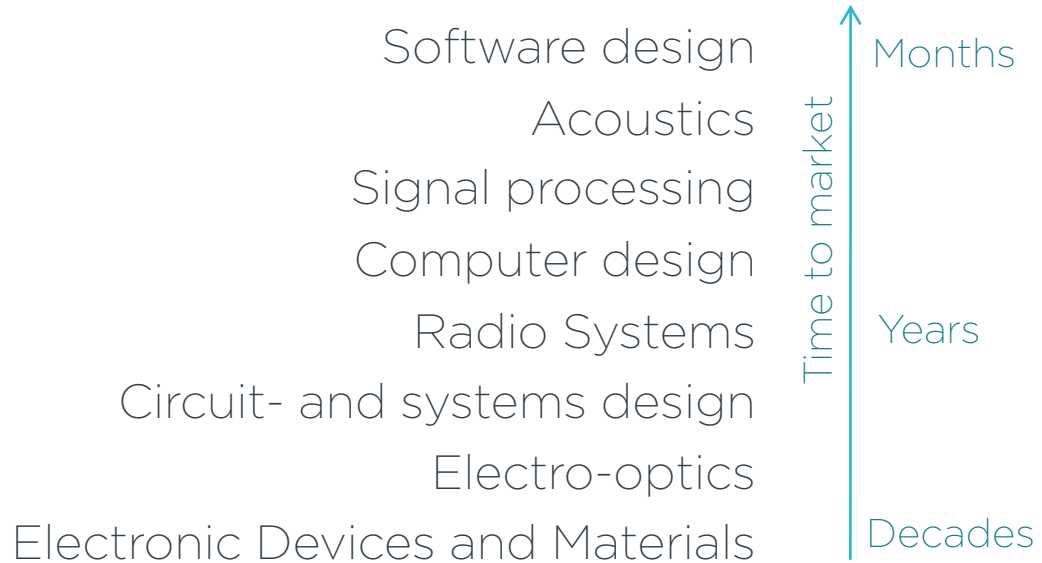 Software design
Acoustics
Signal processing
Computer design
Radio Systems
Circuit- and systems design
Electro-optics
Electronic Devices and Materials
Time to market
Months
Years
Decades